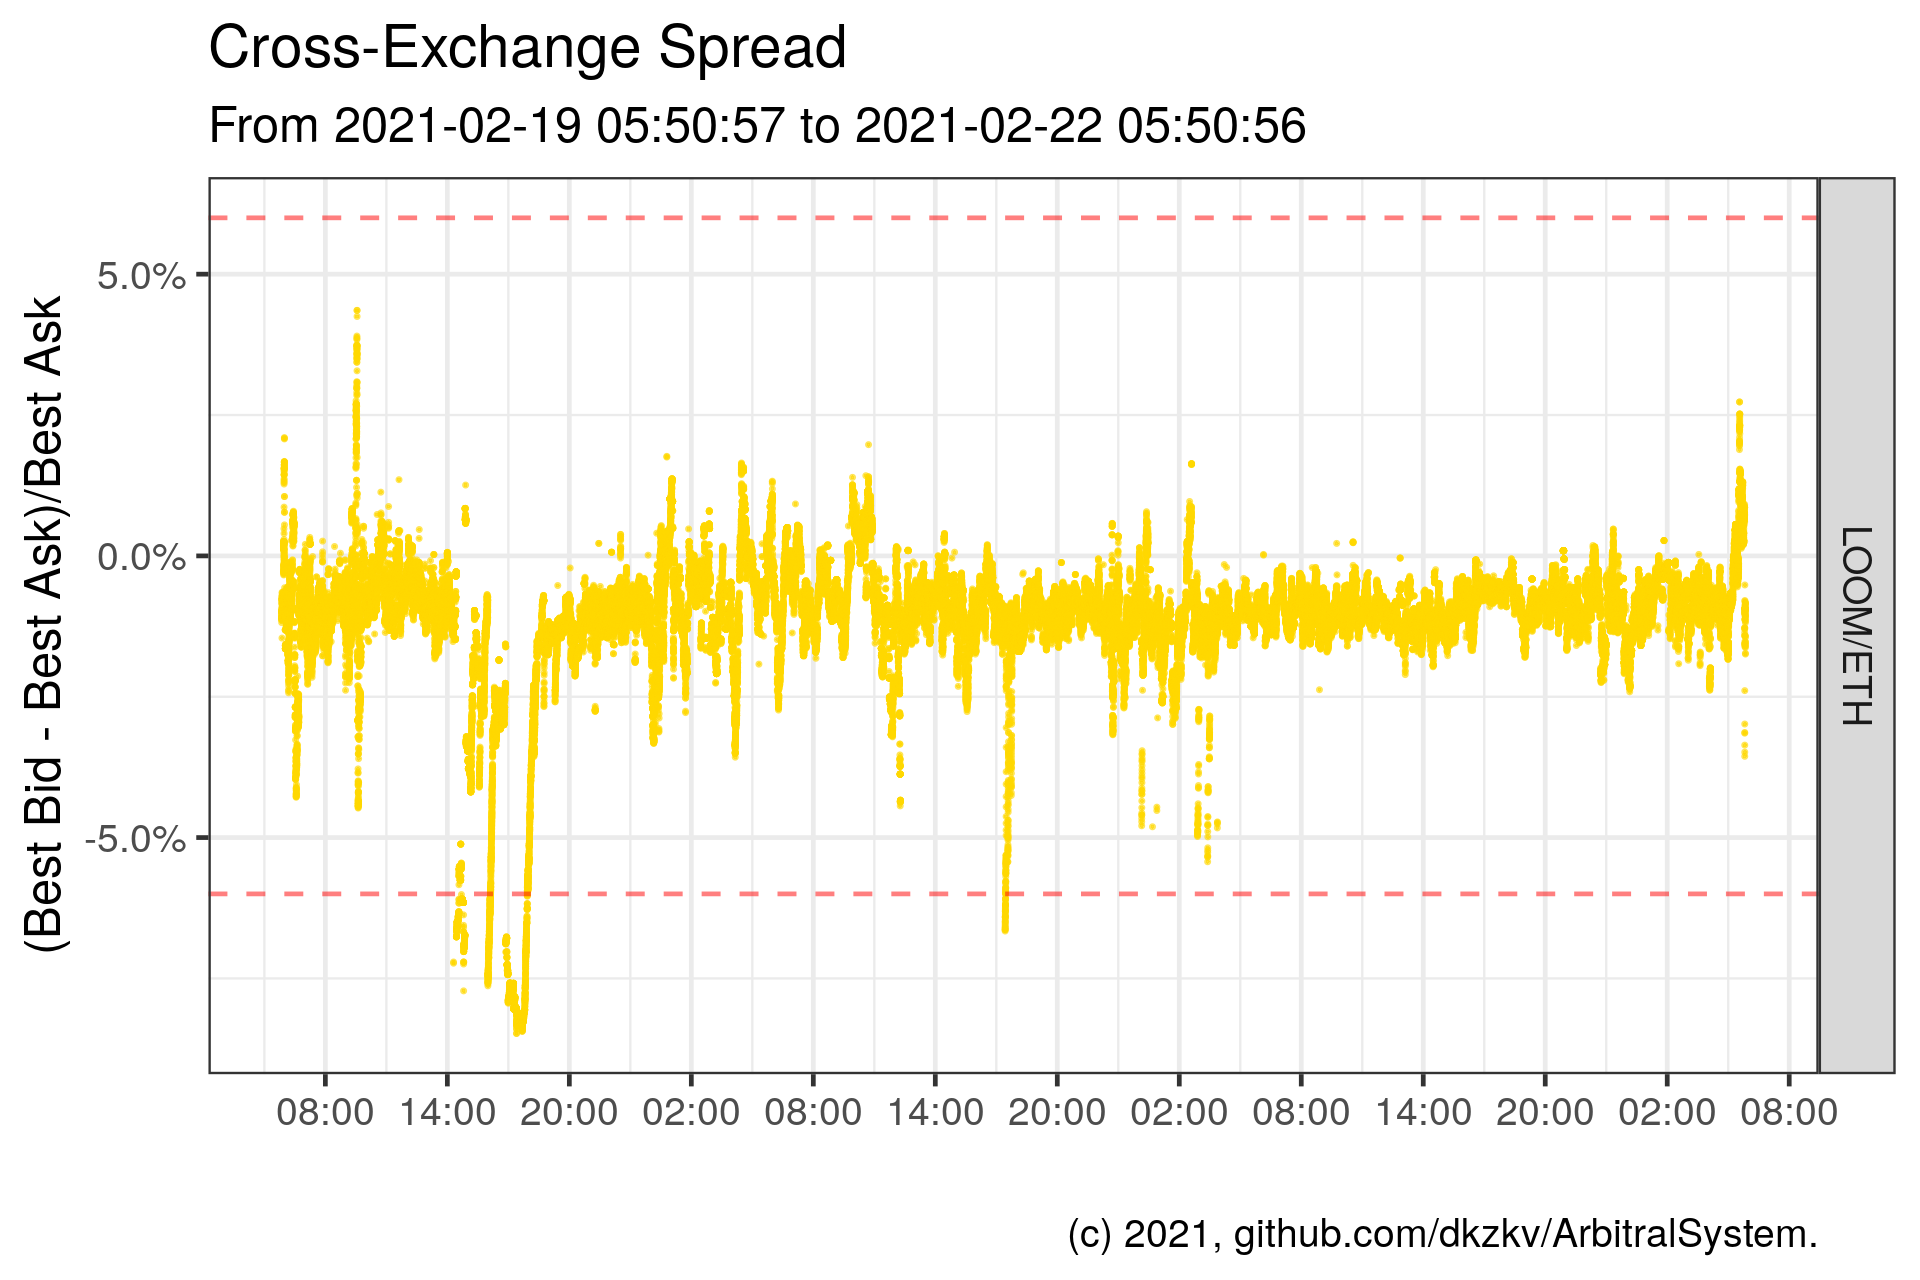 Cross-Exchange Spread
From 2021-02-19 05:50:57 to 2021-02-22 05:50:56
(Best Bid - Best Ask)/Best Ask
5.0%
0.0%
-5.0%
LOOM/ETH
08:00 14:00 20:00 02:00 08:00 14:00 20:00 02:00 08:00 14:00 20:00 02:00 08:00
(c) 2021, github.com/dkzkv/ArbitralSystem.